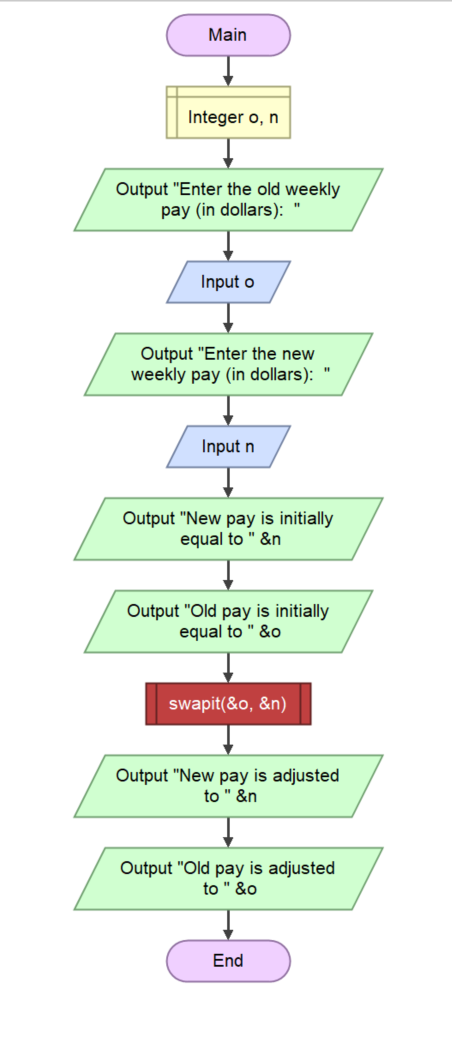 Main
Integer o, n
Output "Enter the old weekly
pay (in dollars):  "
Input o
Output "Enter the new
weekly pay (in dollars):  "
Input n
Output "New pay is initially
equal to " &n
Output "Old pay is initially
equal to " &o
swapit(&o, &n)
Output "New pay is adjusted
to " &n
Output "Old pay is adjusted
to " &o
End